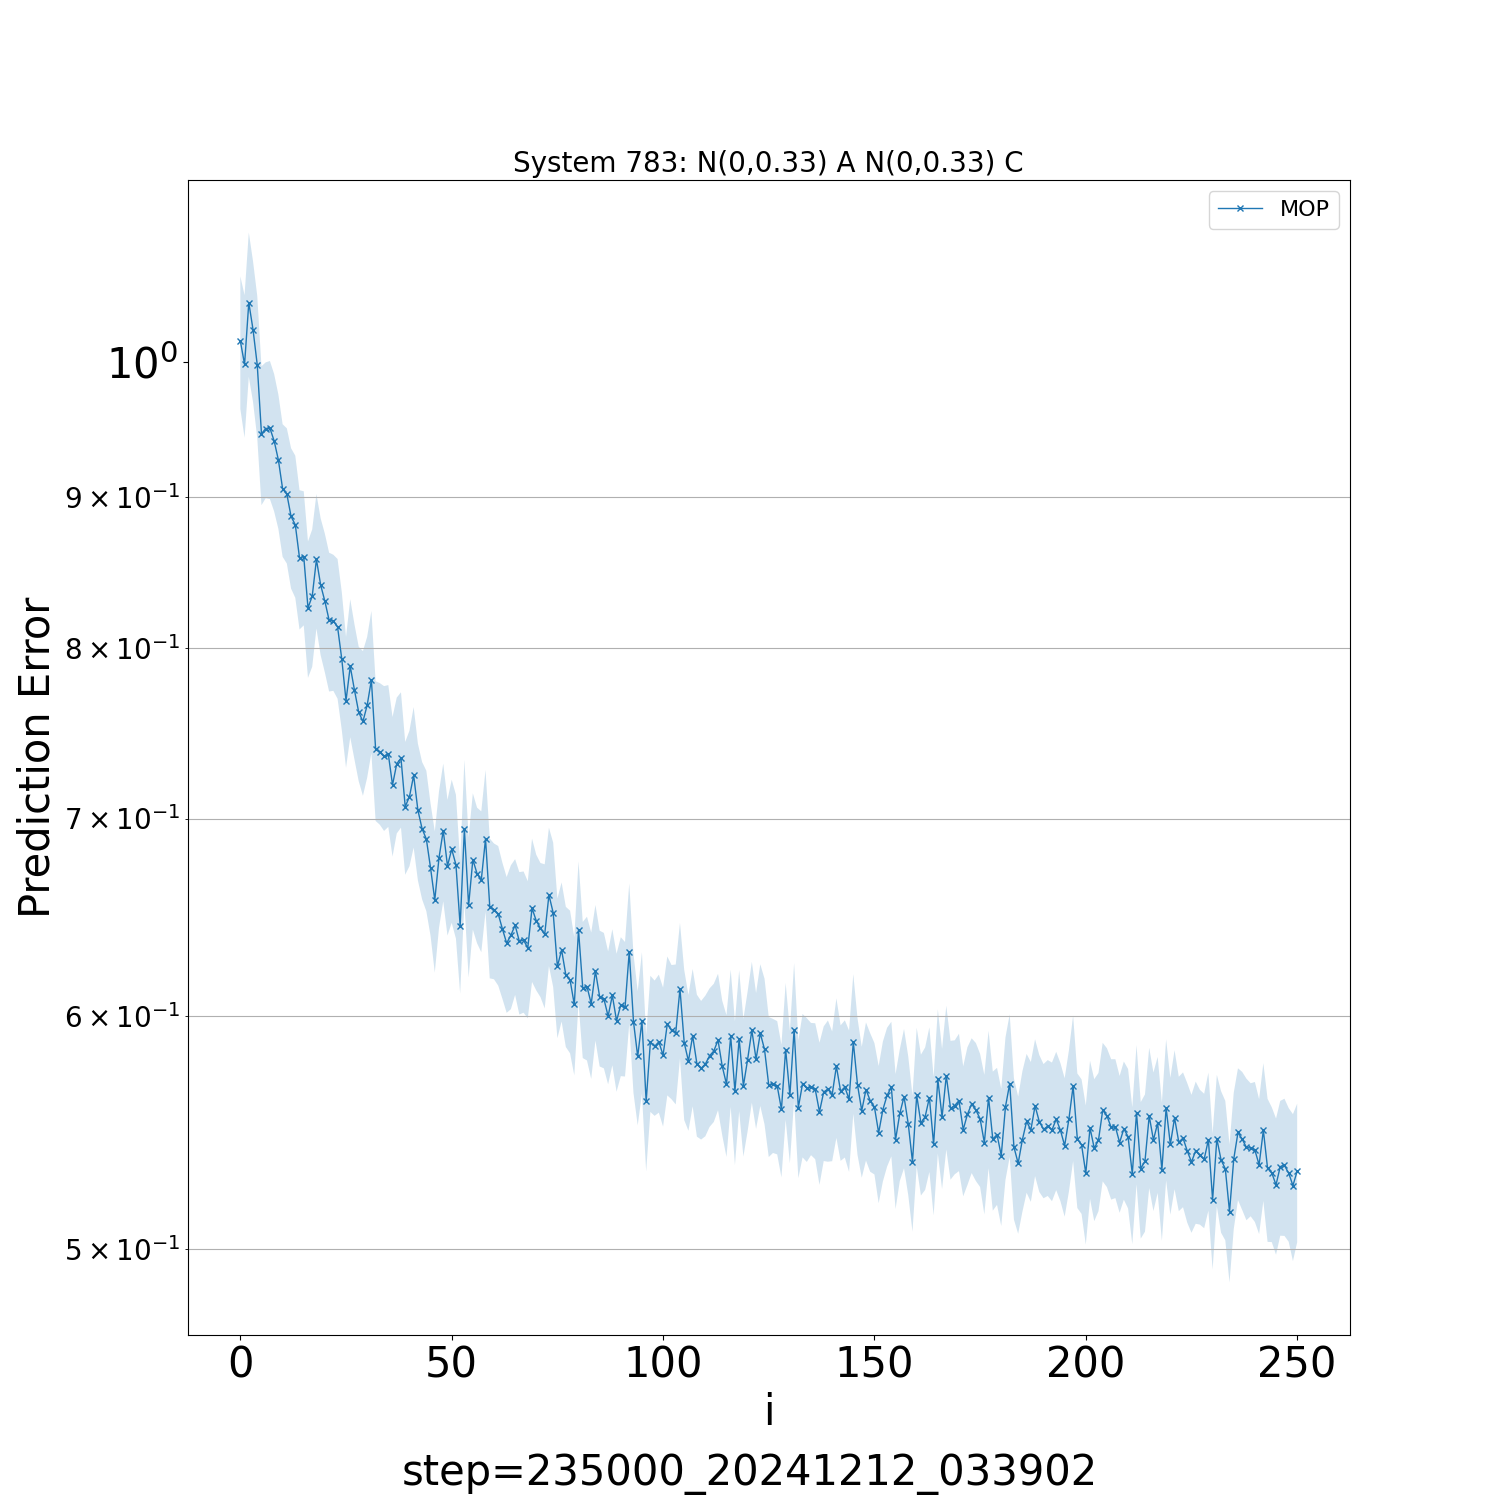 System 783: N(0,0.33) A N(0,0.33) C
MOP
10⁰
9 × 10⁻¹
8 × 10⁻¹
7 × 10⁻¹
6 × 10⁻¹
5 × 10⁻¹
Prediction Error
0 50 100 150 200 250
i
step=235000_20241212_033902